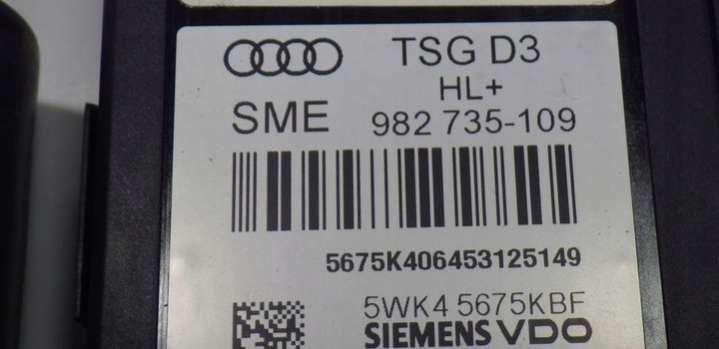 TSG D3
HL+
SME 982 735-109
5675K406453125149
5WK4 5675KBF
SIEMENS VDO